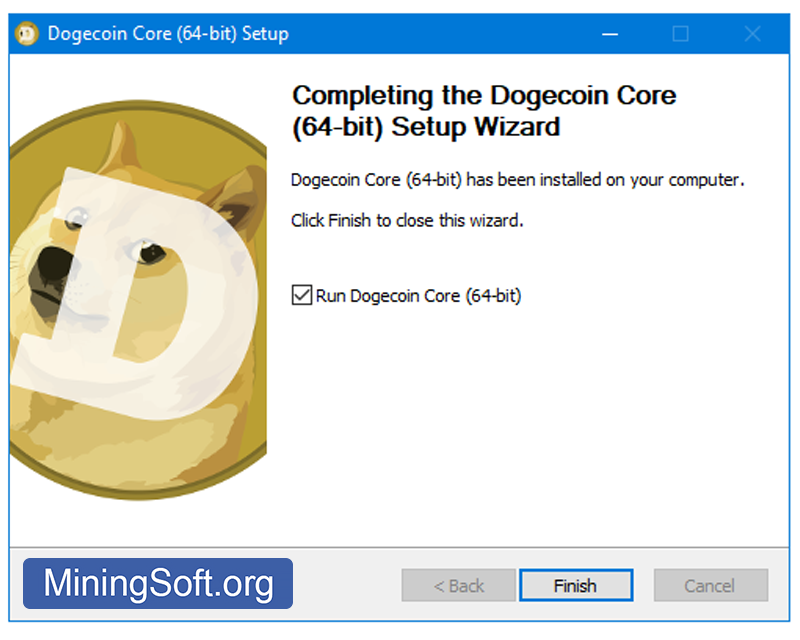 Dogecoin Core (64-bit) Setup
Completing the Dogecoin Core
(64-bit) Setup Wizard
Dogecoin Core (64-bit) has been installed on your computer.
Click Finish to close this wizard.
Run Dogecoin Core (64-bit)
D
MiningSoft.org
< Back
Finish
Cancel